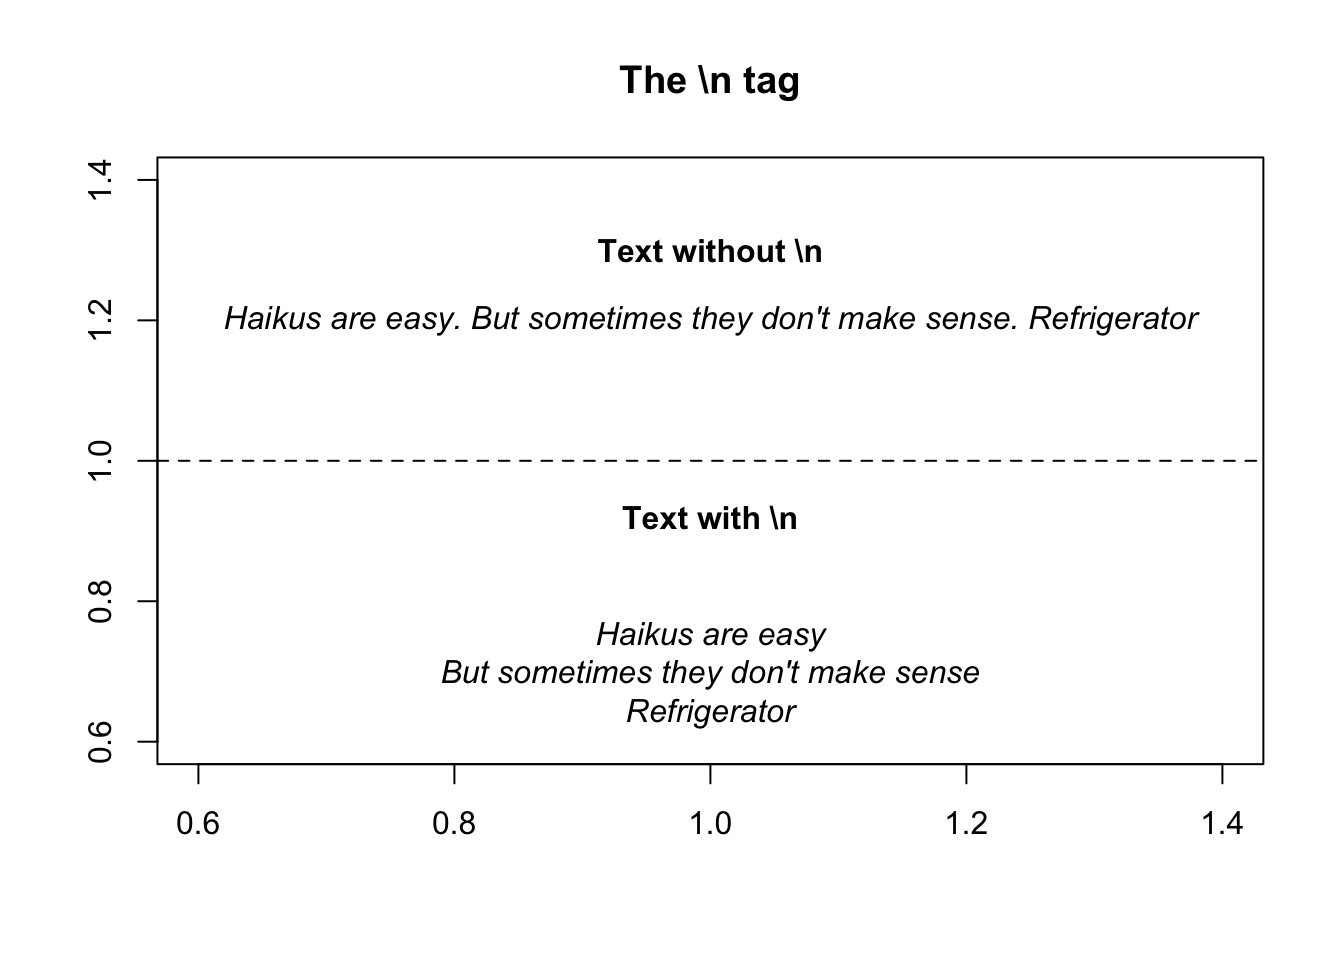 The \n tag
1.4
Text without \n
1.2
Haikus are easy. But sometimes they don't make sense. Refrigerator
1.0
Text with \n
0.8
Haikus are easy
But sometimes they don't make sense
Refrigerator
0.6
0.6 0.8 1.0 1.2 1.4